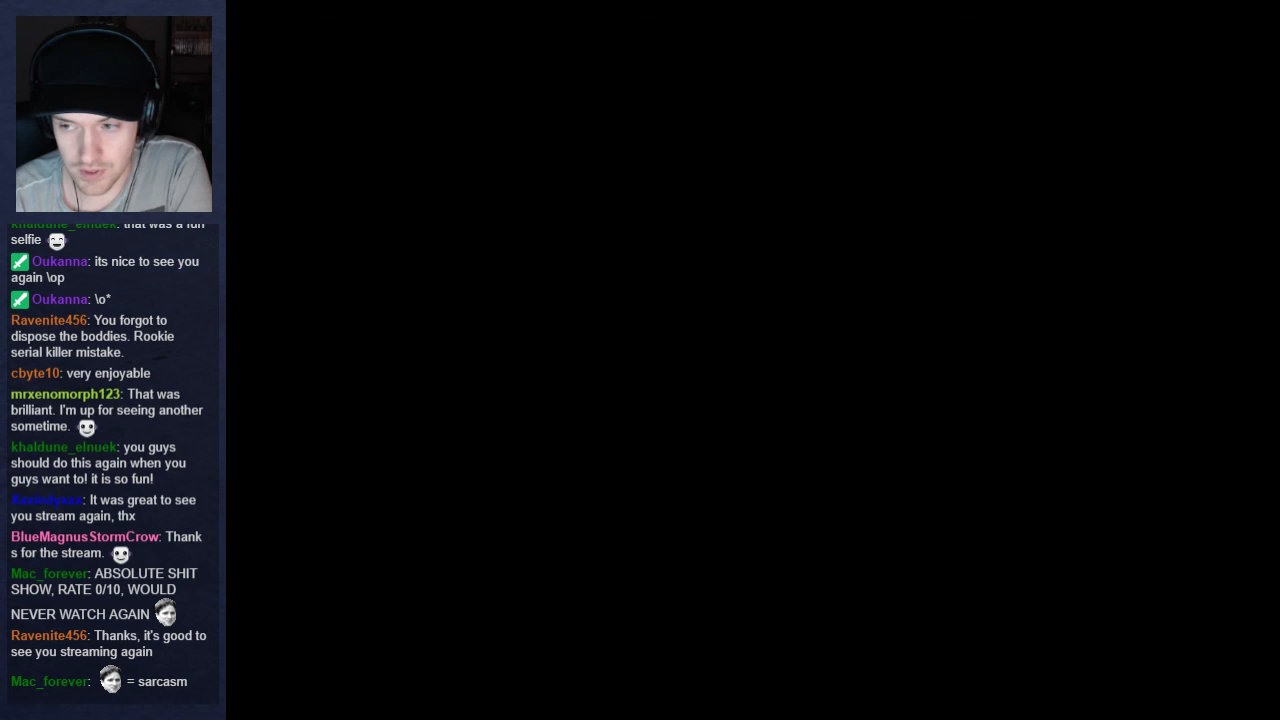 khaldune_elnuek: that was a fun
selfie
Oukanna: its nice to see you
again \op
Oukanna: \o*
Ravenite456: You forgot to
dispose the boddies. Rookie
serial killer mistake.
cbyte10: very enjoyable
mrxenomorph123: That was
brilliant. I'm up for seeing another
sometime.
khaldune_elnuek: you guys
should do this again when you
guys want to! it is so fun!
: It was great to see
you stream again, thx
BlueMagnusStormCrow: Thank
s for the stream.
Mac_forever: ABSOLUTE SHIT
SHOW, RATE 0/10, WOULD
NEVER WATCH AGAIN
Ravenite456: Thanks, it's good to
see you streaming again
Mac_forever: = sarcasm